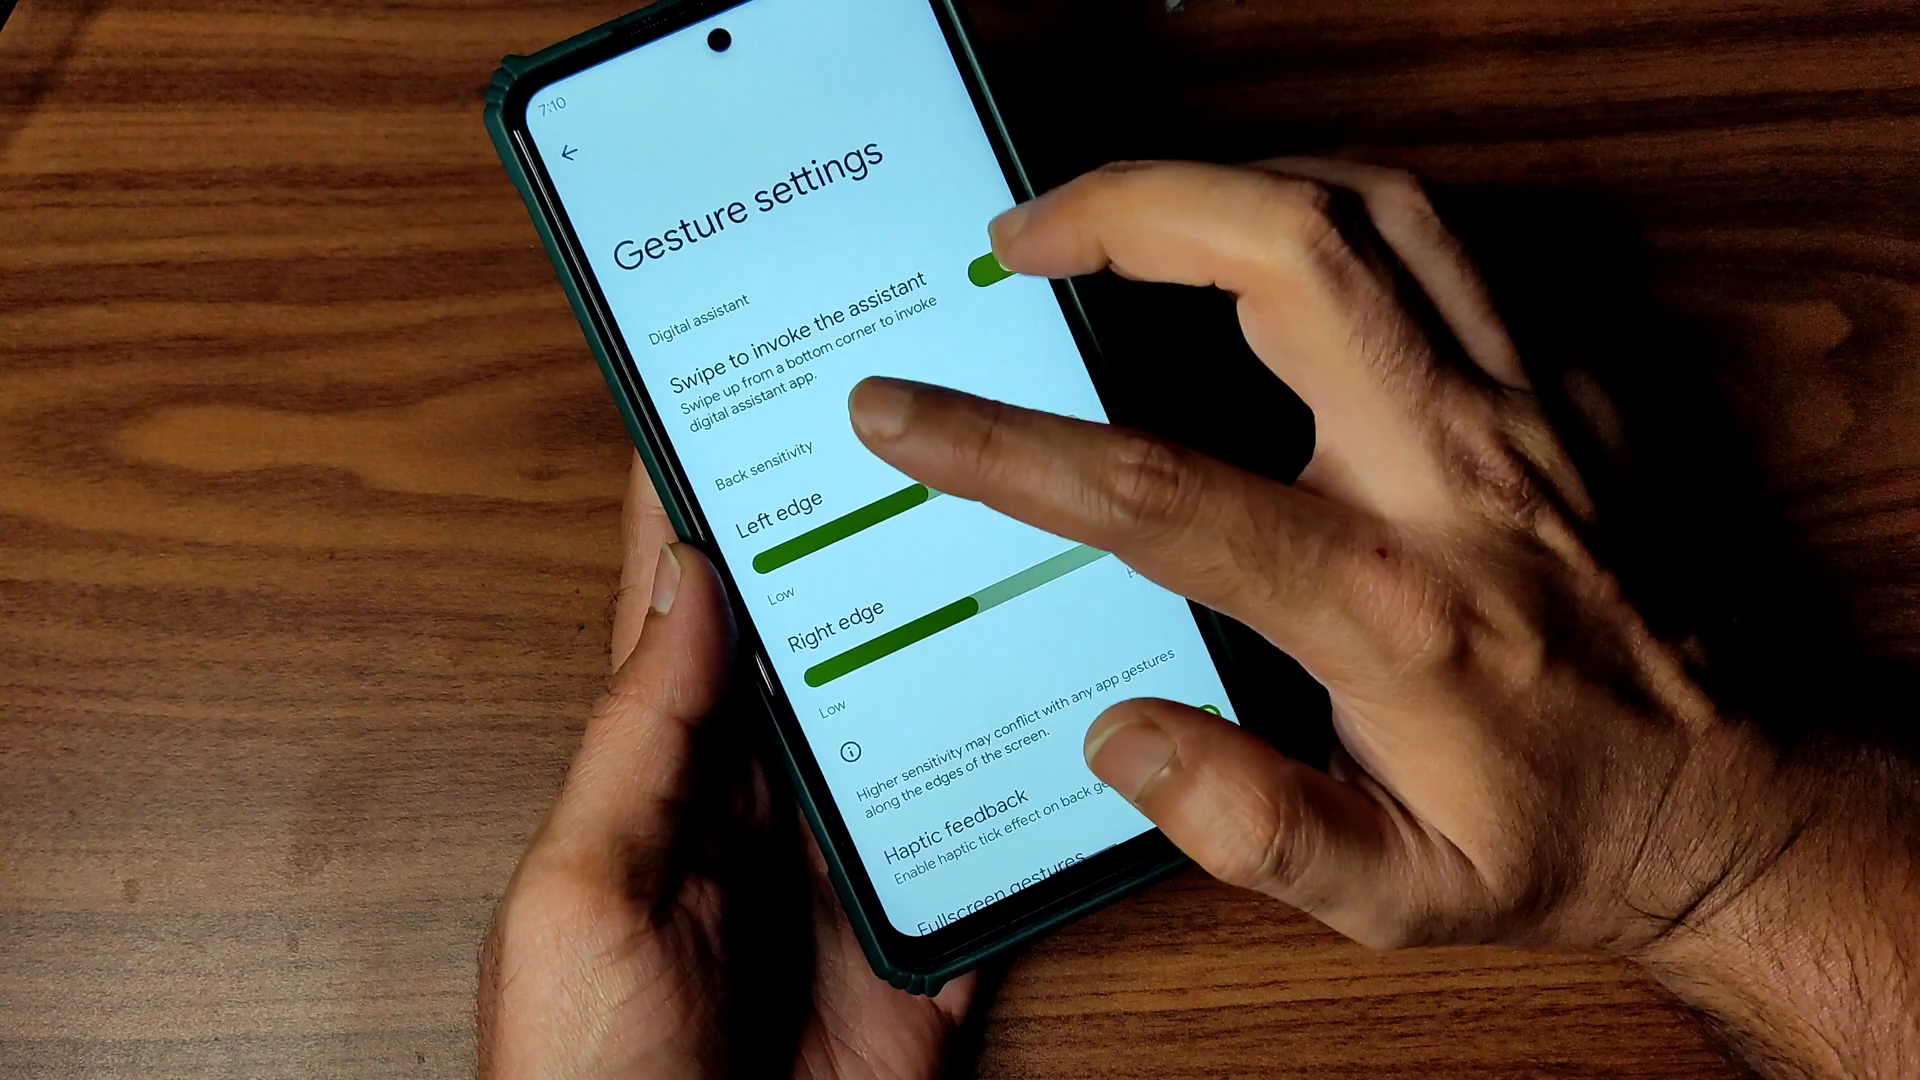 7:10
Gesture settings
Digital assistant
Swipe to invoke the assistant
Swipe up from a bottom corner to invoke
digital assistant app.
Back sensitivity
Left edge
Low
Right edge
Low
Higher sensitivity may conflict with any app gestures
along the edges of the screen.
Haptic feedback
Enable haptic tick effect on back
Fullscreen gestures